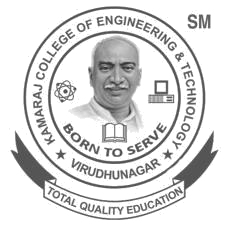 SM
KAMARAJ COLLEGE OF ENGINEERING & TECHNOLOGY
BORN TO SERVE
★ VIRUDHUNAGAR ★
TOTAL QUALITY EDUCATION